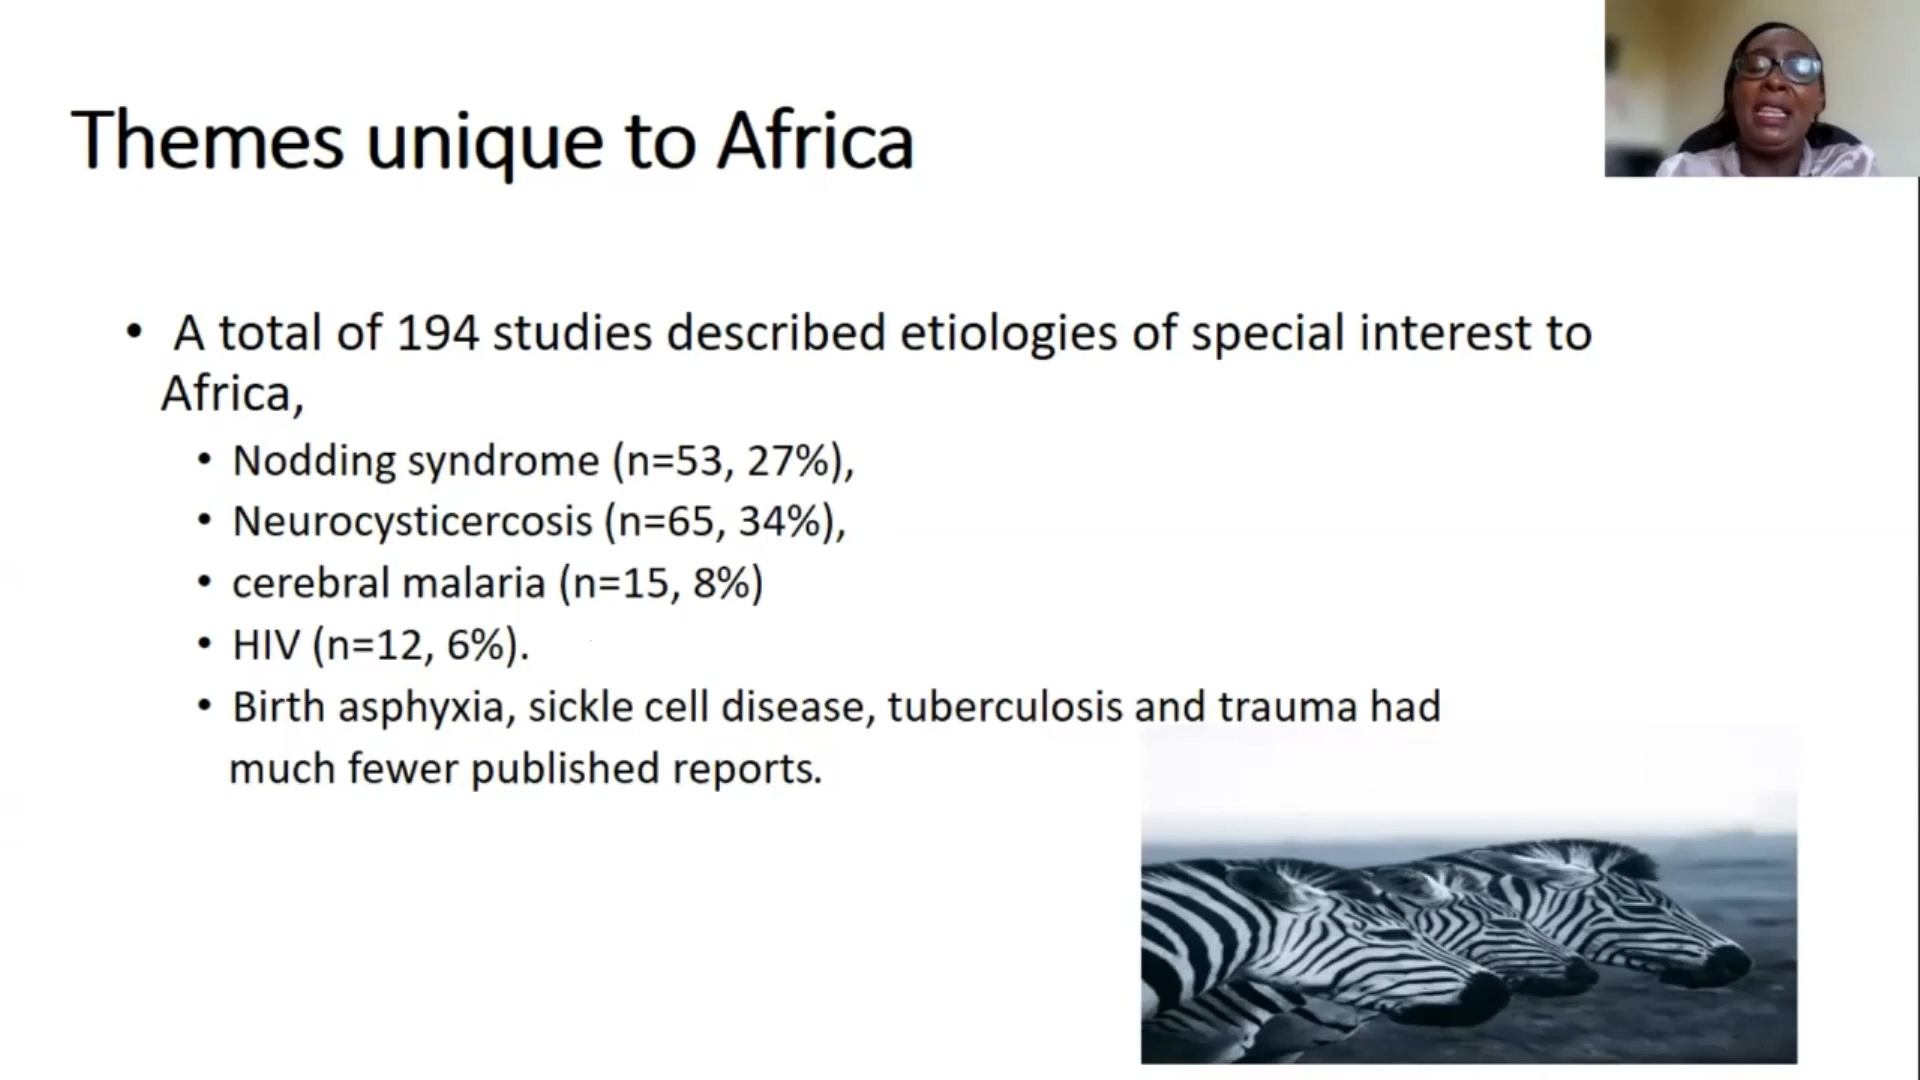 Themes unique to Africa
• A total of 194 studies described etiologies of special interest to
Africa,
• Nodding syndrome (n=53, 27%),
• Neurocysticercosis (n=65, 34%),
• cerebral malaria (n=15, 8%)
• HIV (n=12, 6%).
• Birth asphyxia, sickle cell disease, tuberculosis and trauma had
much fewer published reports.